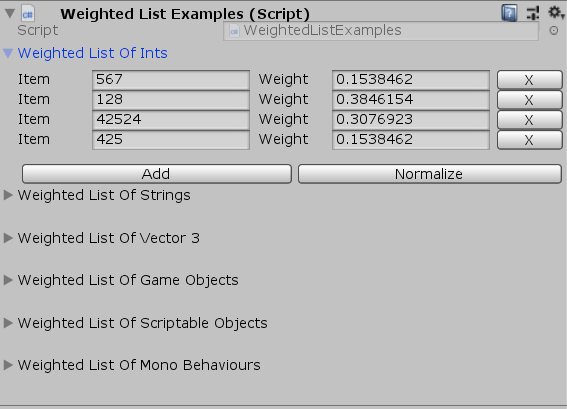 Weighted List Examples (Script)
Script WeightedListExamples
Weighted List Of Ints
Item 567 Weight 0.1538462 X
Item 128 Weight 0.3846154 X
Item 42524 Weight 0.3076923 X
Item 425 Weight 0.1538462 X
Add Normalize
Weighted List Of Strings
Weighted List Of Vector 3
Weighted List Of Game Objects
Weighted List Of Scriptable Objects
Weighted List Of Mono Behaviours